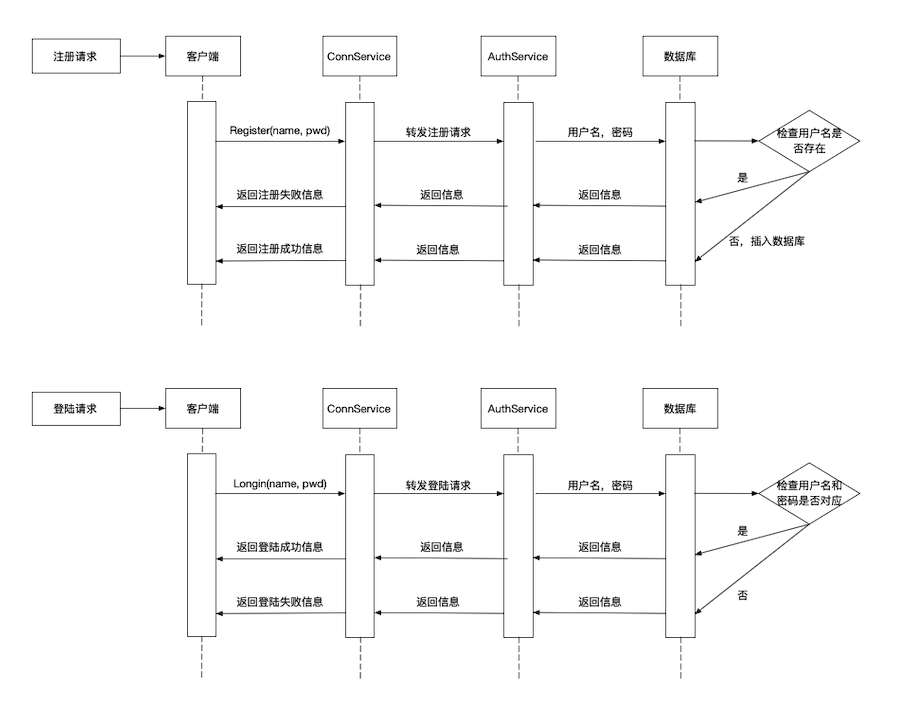 注册请求
客户端
ConnService
AuthService
数据库
Register(name, pwd)
转发注册请求
用户名，密码
检查用户名是
否存在
是
返回注册失败信息
返回信息
返回信息
否，插入数据库
返回注册成功信息
返回信息
返回信息
登陆请求
客户端
ConnService
AuthService
数据库
Longin(name, pwd)
转发登陆请求
用户名，密码
检查用户名和
密码是否对应
是
返回登陆成功信息
返回信息
返回信息
否
返回登陆失败信息
返回信息
返回信息